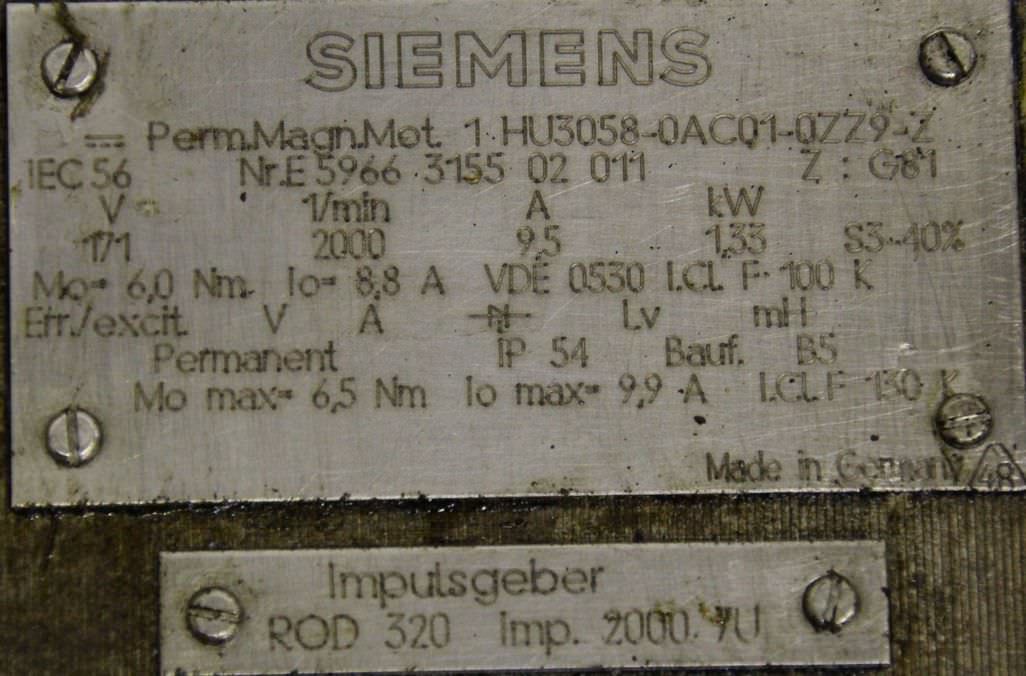 SIEMENS
⎓ Perm.Magn.Mot. 1 HU3058-0AC01-0ZZ9-Z
IEC 56 Nr.E 5966 3155 02 011 Z : G81
V 1/min A kW
171 2000 9,5 1,33 S3-40%
Mo= 6,0 Nm. Io= 8,8 A VDE 0530 I.Cl. F 100 K
Err./excit. V A Lv mH
Permanent IP 54 Bauf. B5
Mo max= 6,5 Nm Io max= 9,9 A I.Cl. F 130 K
Made in Germany 48
Impulsgeber
ROD 320 Imp. 2000. 7U